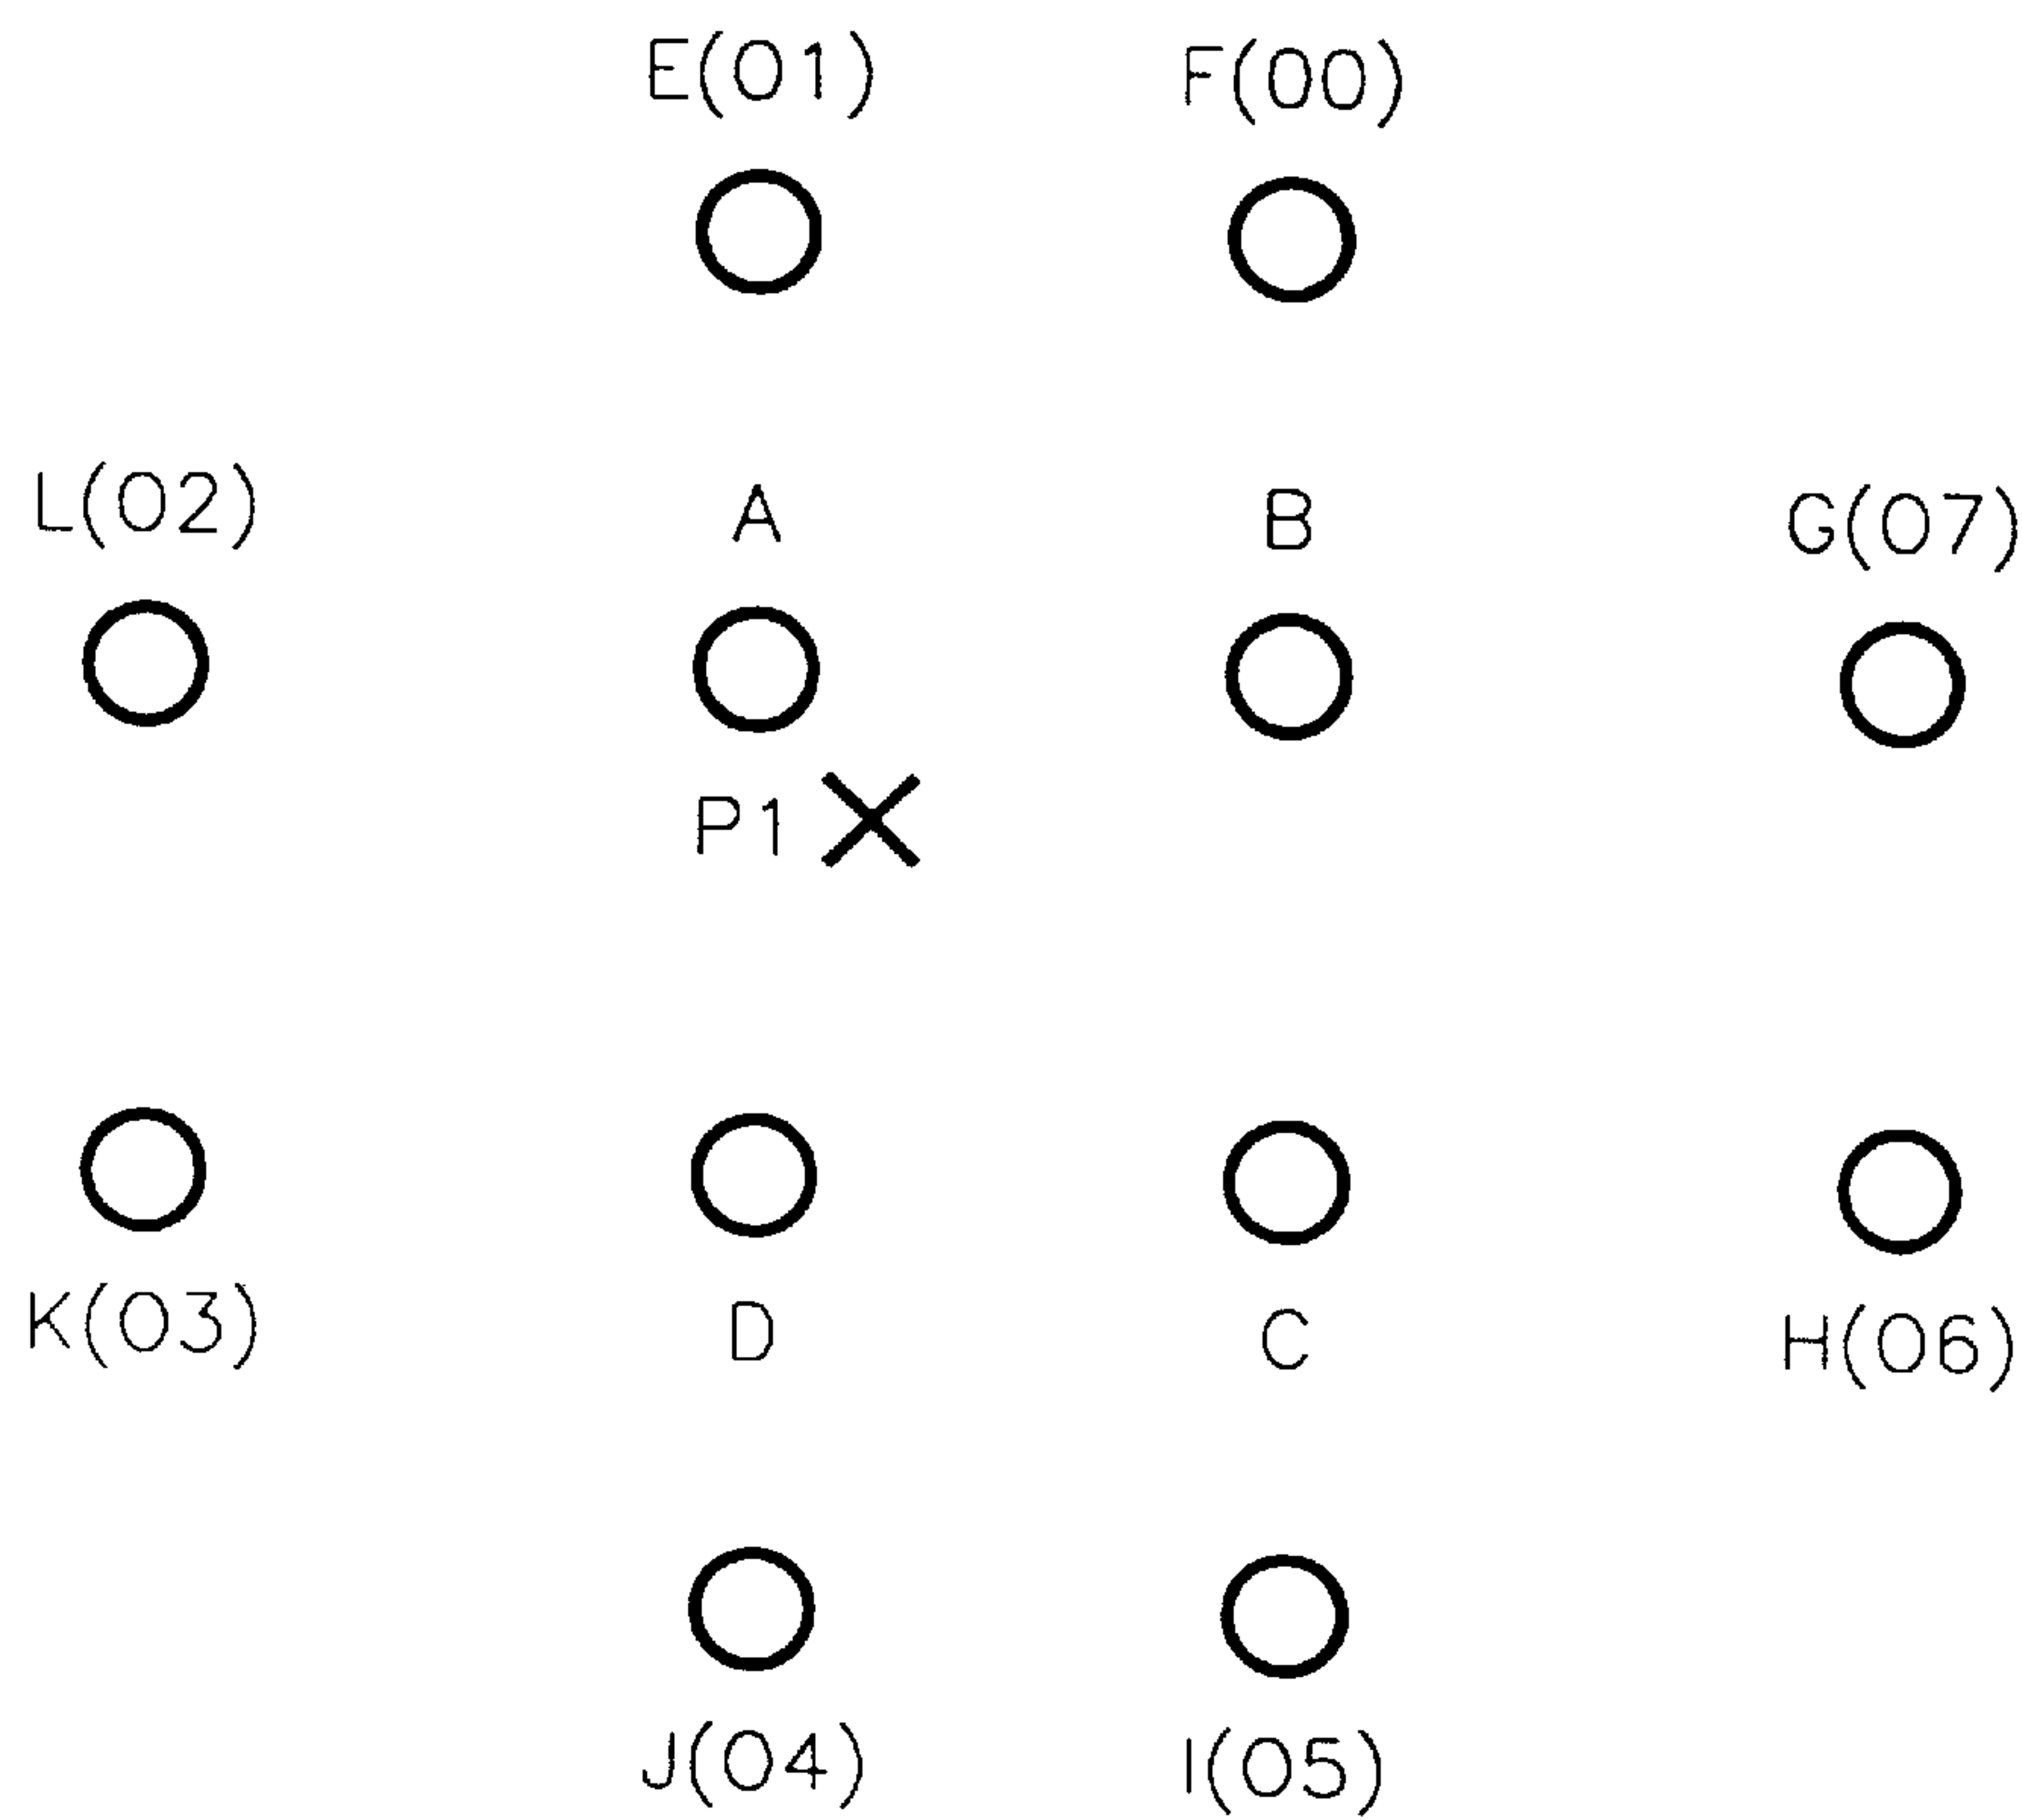 E(01) F(00)
L(02) A B G(07)
P1
K(03) D C H(06)
J(04) I(05)